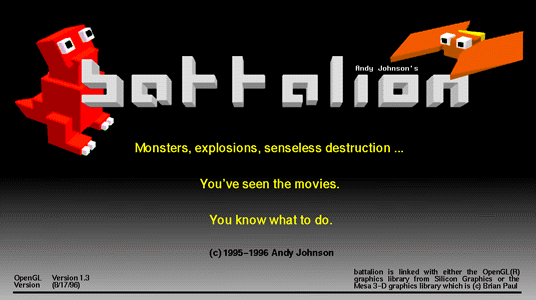 Andy Johnson's
battalion
Monsters, explosions, senseless destruction ...
You've seen the movies.
You know what to do.
(c) 1995-1996 Andy Johnson
OpenGL Version 1.3
Version (8/17/96)
battalion is linked with either the OpenGL(R)
graphics library from Silicon Graphics or the
Mesa 3-D graphics library which is (c) Brian Paul